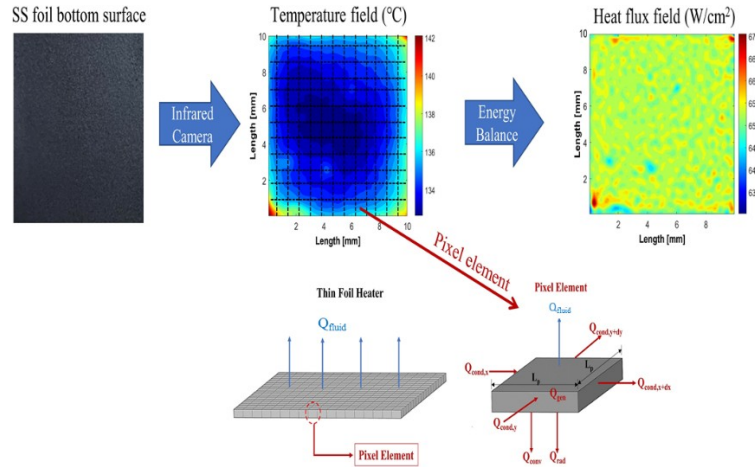 SS foil bottom surface
Temperature field (°C)
Heat flux field (W/cm²)
Infrared
Camera
Energy
Balance
Length [mm]
10
8
6
4
2
2 4 6 8 10
Length [mm]
142
140
138
136
134
Length [mm]
10
8
6
4
2
2 4 6 8
Length [mm]
67
66
65
64
63
Pixel element
Thin Foil Heater
Q_fluid
Pixel Element
Pixel Element
Q_fluid
Q_cond,y+dy
Q_cond,x
L_p
L_p
Q_gen
Q_cond,x+dx
Q_cond,y
Q_conv
Q_rad